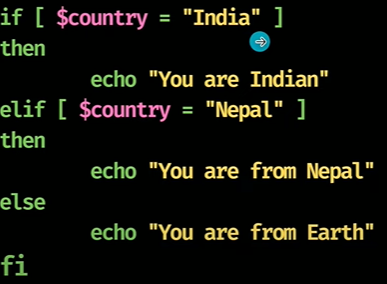 if [ $country = "India" ]
then
        echo "You are Indian"
elif [ $country = "Nepal" ]
then
        echo "You are from Nepal"
else
        echo "You are from Earth"
fi